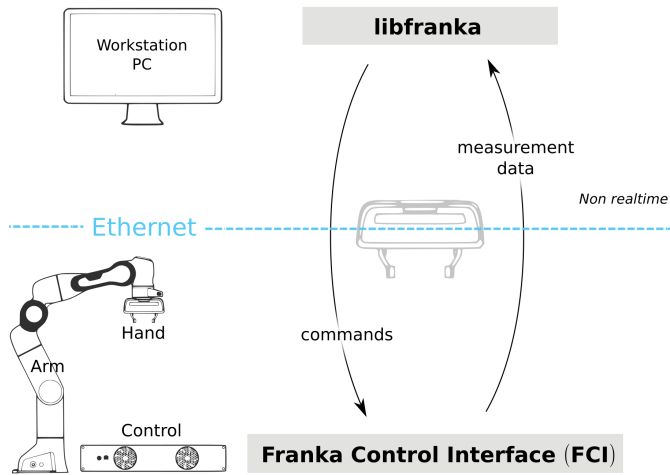 libfranka
Workstation
PC
measurement
data
Non realtime
Ethernet
Hand
commands
Arm
Control
Franka Control Interface (FCI)